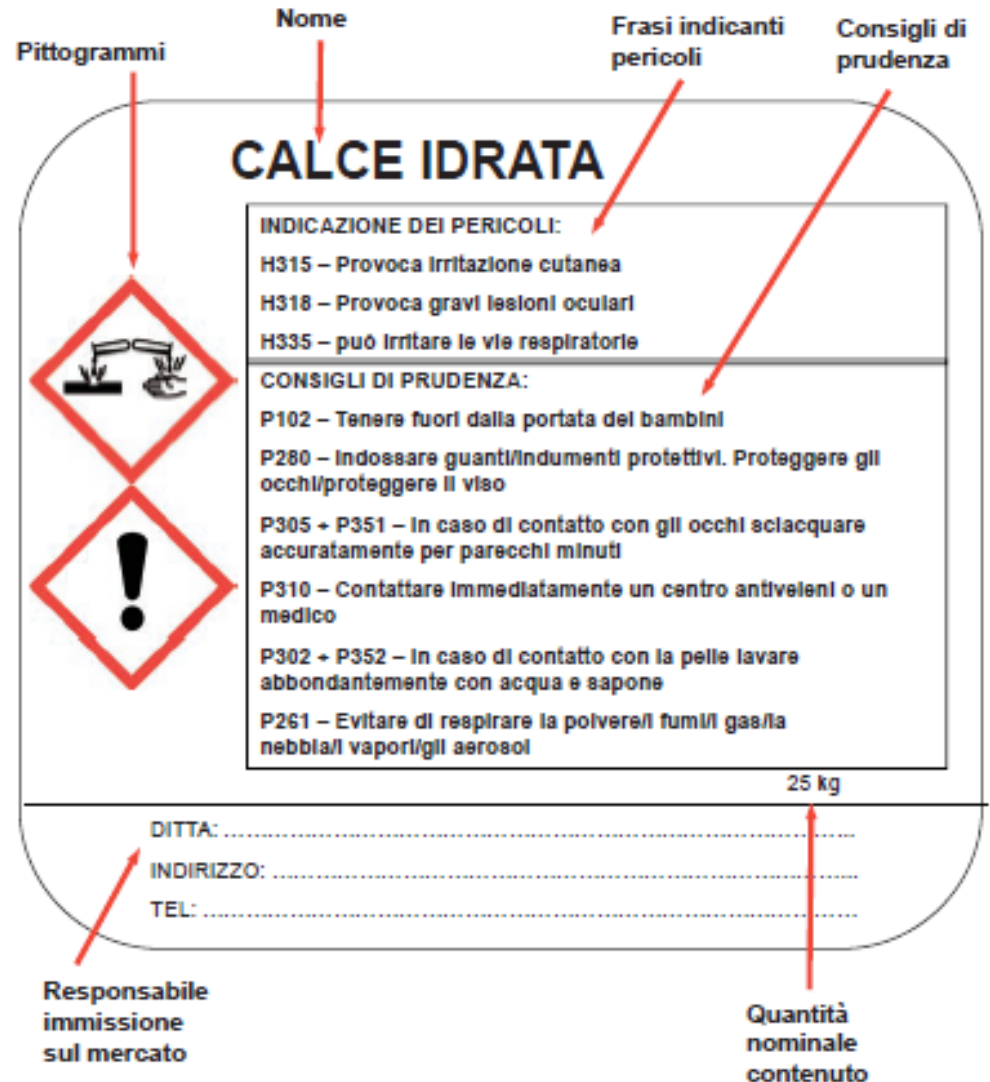 Nome
Pittogrammi
Frasi indicanti
pericoli
Consigli di
prudenza
CALCE IDRATA
INDICAZIONE DEI PERICOLI:
H315 – Provoca irritazione cutanea
H318 – Provoca gravi lesioni oculari
H335 – può irritare le vie respiratorie
CONSIGLI DI PRUDENZA:
P102 – Tenere fuori dalla portata dei bambini
P280 – Indossare guanti/indumenti protettivi. Proteggere gli
occhi/proteggere il viso
P305 + P351 – In caso di contatto con gli occhi sciacquare
accuratamente per parecchi minuti
P310 – Contattare immediatamente un centro antiveleni o un
medico
P302 + P352 – In caso di contatto con la pelle lavare
abbondantemente con acqua e sapone
P261 – Evitare di respirare la polvere/i fumi/i gas/la
nebbia/i vapori/gli aerosol
25 kg
DITTA: ...............................................................
INDIRIZZO: ...............................................................
TEL: ...............................................................
Responsabile
immissione
sul mercato
Quantità
nominale
contenuto